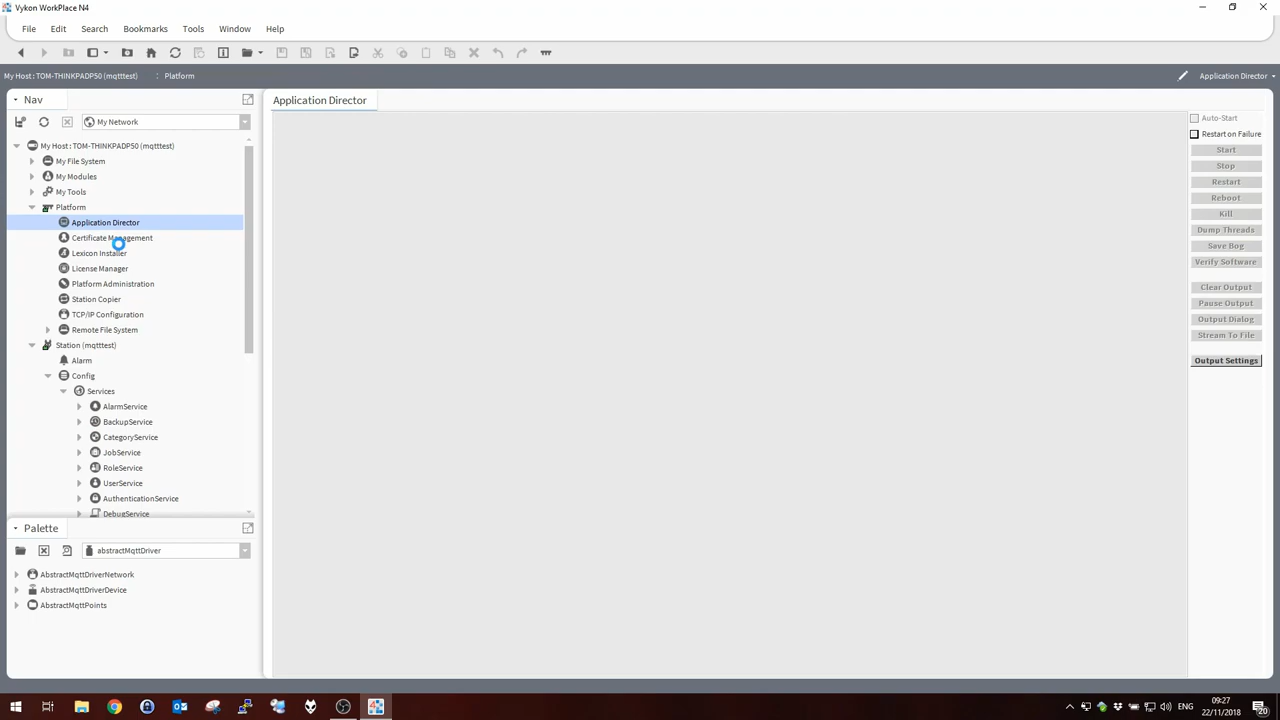 Vykon WorkPlace N4
File Edit Search Bookmarks Tools Window Help
My Host : TOM-THINKPADP50 (mqtttest) : Platform
Application Director
Nav
My Network
My Host : TOM-THINKPADP50 (mqtttest)
My File System
My Modules
My Tools
Platform
Application Director
Certificate Management
Lexicon Installer
License Manager
Platform Administration
Station Copier
TCP/IP Configuration
Remote File System
Station (mqtttest)
Alarm
Config
Services
AlarmService
BackupService
CategoryService
JobService
RoleService
UserService
AuthenticationService
DebugService
Palette
abstractMqttDriver
AbstractMqttDriverNetwork
AbstractMqttDriverDevice
AbstractMqttPoints
Application Director
Auto-Start
Restart on Failure
Start
Stop
Restart
Reboot
Kill
Dump Threads
Save Bog
Verify Software
Clear Output
Pause Output
Output Dialog
Stream To File
Output Settings
ENG
09:27
22/11/2018
20